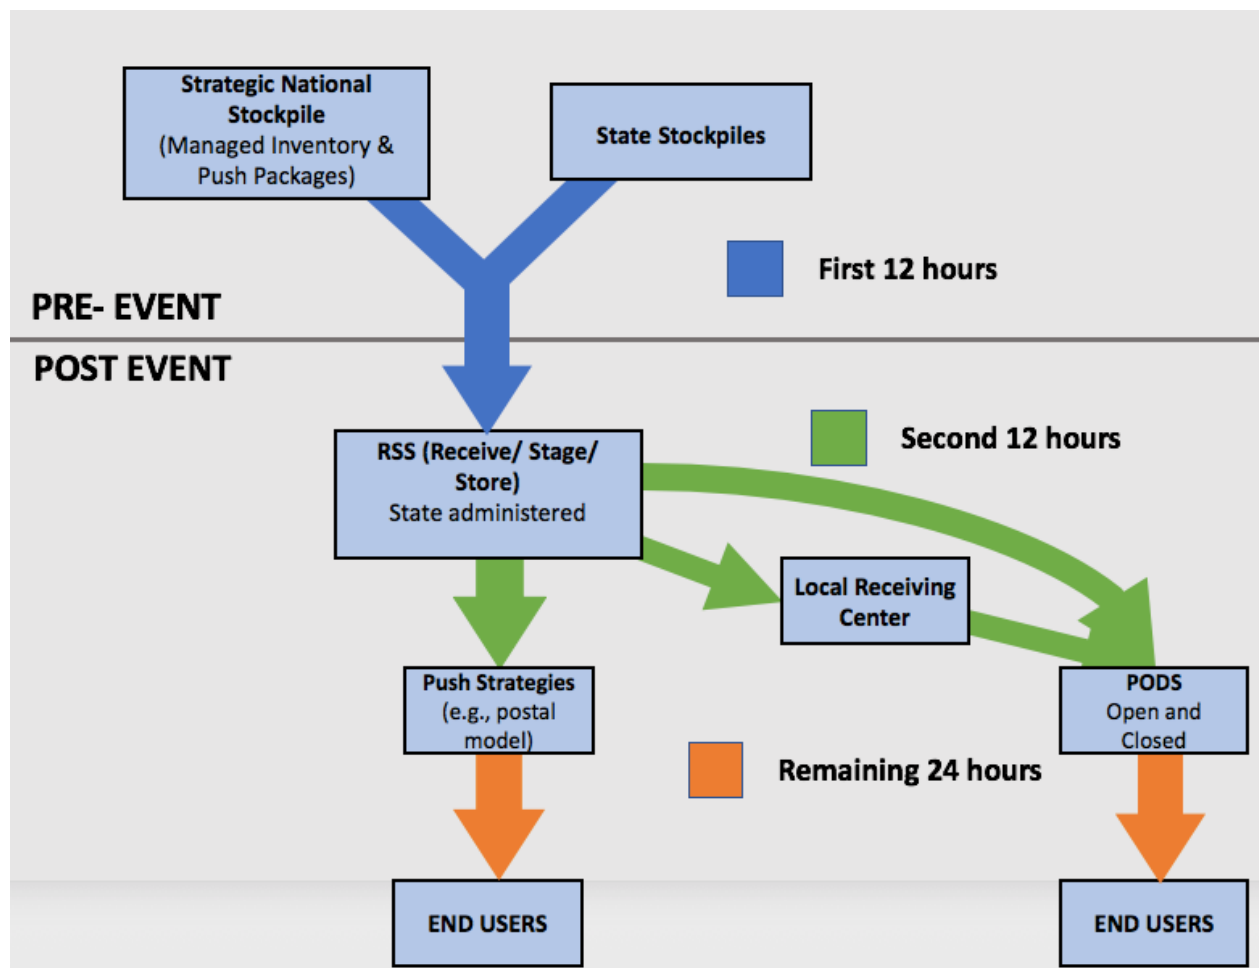 Strategic National
Stockpile
(Managed Inventory &
Push Packages)
State Stockpiles
First 12 hours
PRE- EVENT
POST EVENT
Second 12 hours
RSS (Receive/ Stage/
Store)
State administered
Local Receiving
Center
Push Strategies
(e.g., postal
model)
PODS
Open and
Closed
Remaining 24 hours
END USERS
END USERS